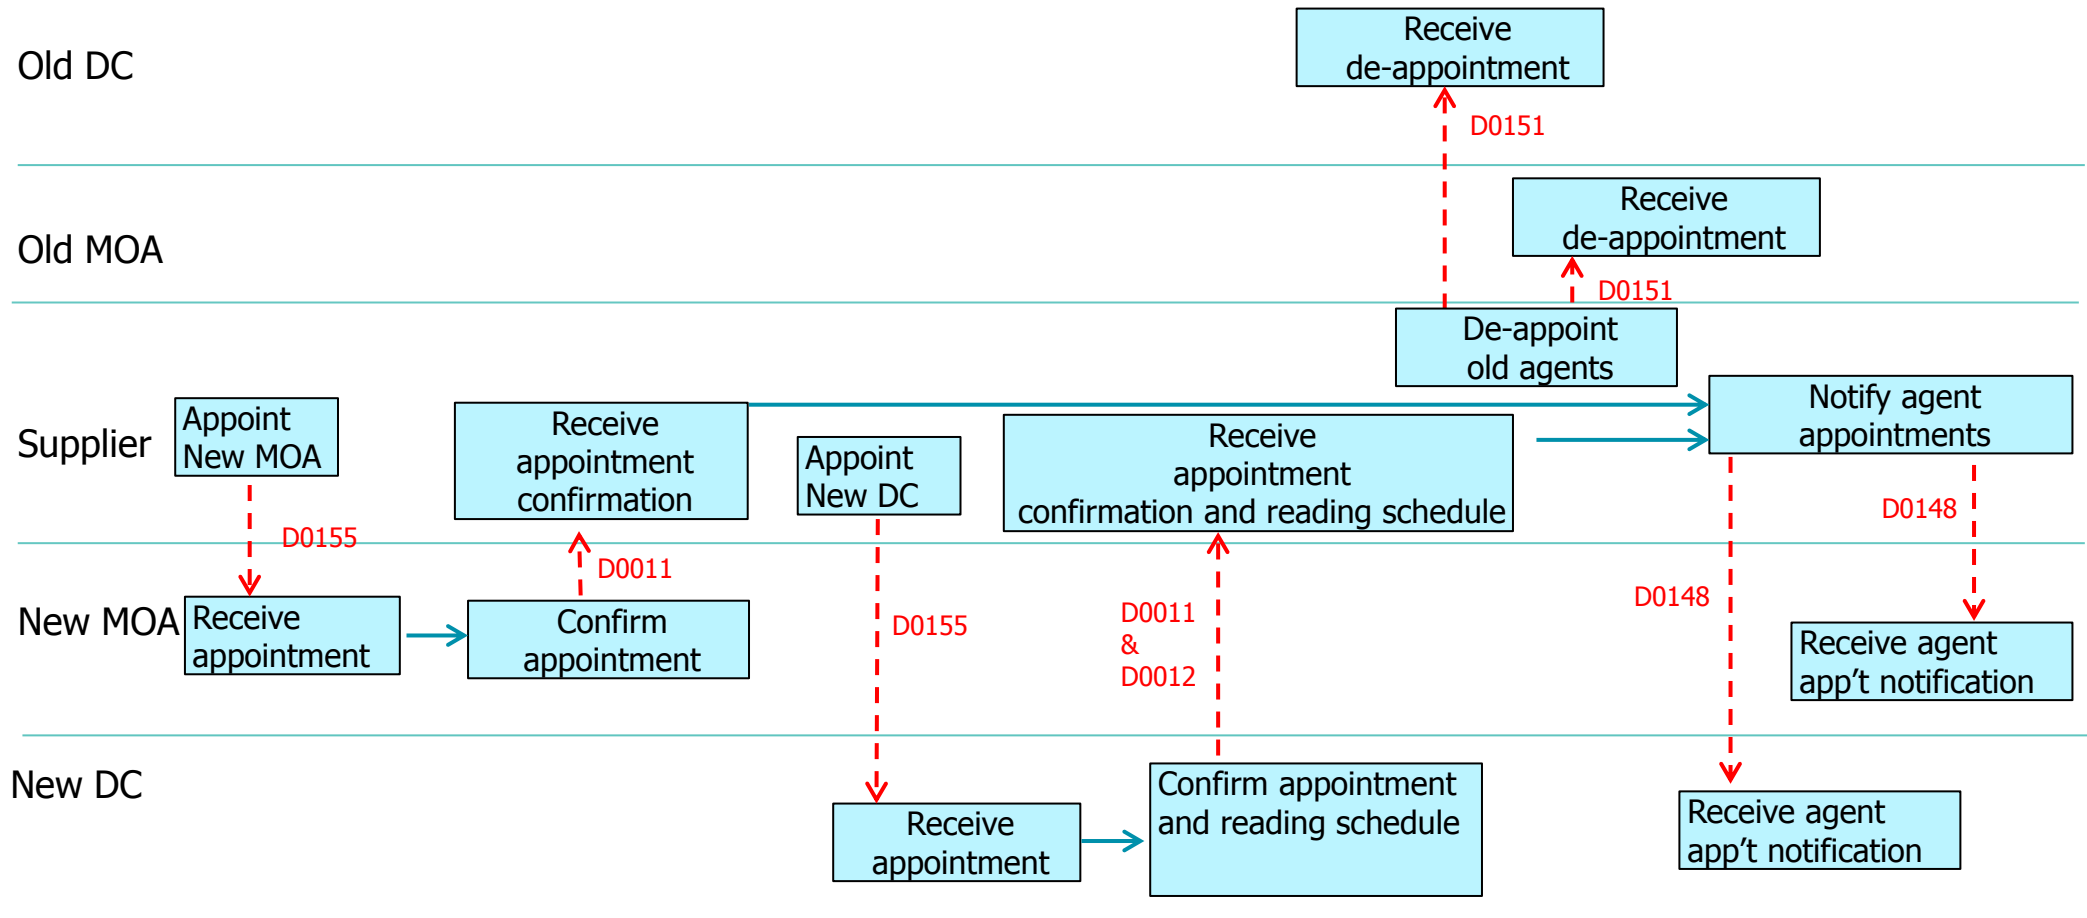 Old DC
Receive
de-appointment
D0151
Old MOA
Receive
de-appointment
D0151
De-appoint
old agents
Supplier
Appoint
New MOA
Receive
appointment
confirmation
Appoint
New DC
Receive
appointment
confirmation and reading schedule
Notify agent
appointments
D0155
D0011
D0148
D0148
New MOA
Receive
appointment
Confirm
appointment
D0155
D0011
&
D0012
Receive agent
app’t notification
New DC
Receive
appointment
Confirm appointment
and reading schedule
Receive agent
app’t notification